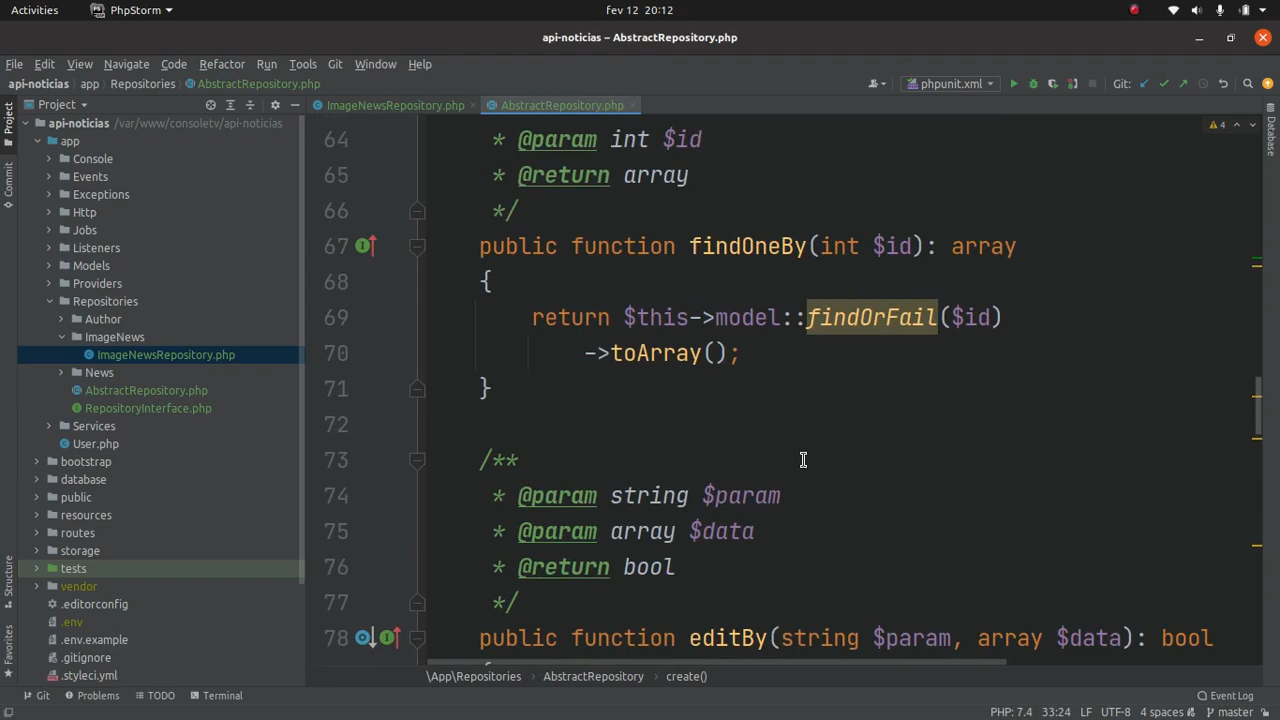 Activities PhpStorm fev 12 20:12
api-noticias – AbstractRepository.php
File Edit View Navigate Code Refactor Run Tools Git Window Help
api-noticias app Repositories AbstractRepository.php phpunit.xml Git:
Project ImageNewsRepository.php AbstractRepository.php
api-noticias /var/www/consoletv/api-noticias
app
Console
Events
Exceptions
Http
Jobs
Listeners
Models
Providers
Repositories
Author
ImageNews
ImageNewsRepository.php
News
AbstractRepository.php
RepositoryInterface.php
Services
User.php
bootstrap
database
public
resources
routes
storage
tests
vendor
.editorconfig
.env
.env.example
.gitignore
.styleci.yml
64 * @param int $id
65 * @return array
66 */
67 public function findOneBy(int $id): array
68 {
69 return $this->model::findOrFail($id)
70 ->toArray();
71 }
72
73 /**
74 * @param string $param
75 * @param array $data
76 * @return bool
77 */
78 public function editBy(string $param, array $data): bool
4
Project
Commit
Structure
Favorites
Database
\App\Repositories AbstractRepository create()
Git Problems TODO Terminal Event Log
PHP: 7.4 33:24 LF UTF-8 4 spaces master